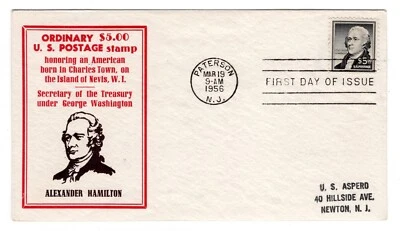 ORDINARY $5.00
U. S. POSTAGE stamp
honoring an American
born in Charles Town, on
the Island of Nevis, W. I.
Secretary of the Treasury
under George Washington
ALEXANDER HAMILTON
PATERSON
MAR 19
9-AM
1956
N. J.
FIRST DAY OF ISSUE
$5
U. S. ASPERD
40 HILLSIDE AVE.
NEWTON, N. J.